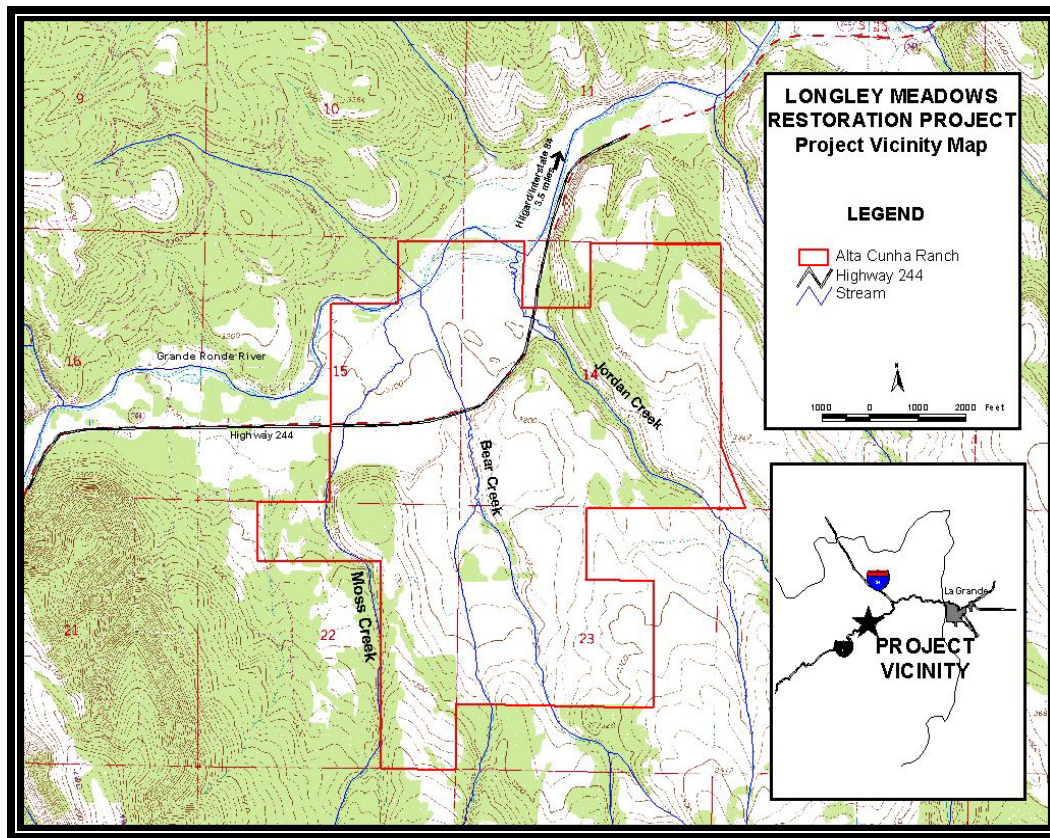 LONGLEY MEADOWS
RESTORATION PROJECT
Project Vicinity Map
LEGEND
Alta Cunha Ranch
Highway 244
Stream
N
1000 0 1000 2000 Feet
9
10
11
Hilgard/Interstate 84
3.5 miles
16
Grande Ronde River
15
14
Jordan Creek
244
Highway 244
Bear Creek
Moss Creek
21
22
23
La Grande
PROJECT
VICINITY